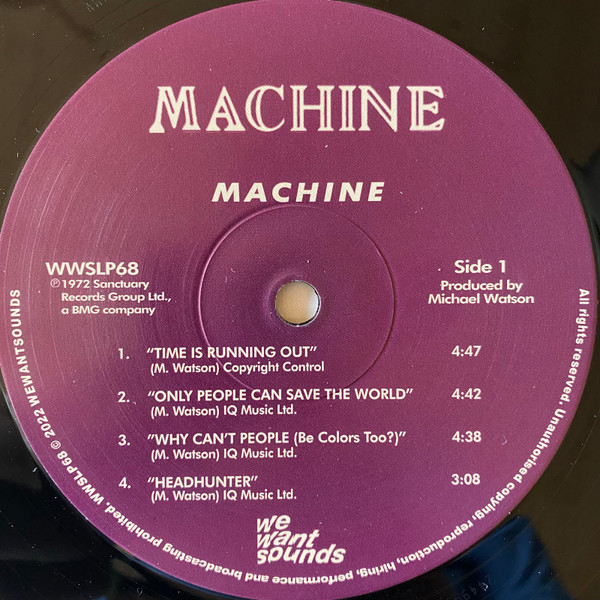 MACHINE
MACHINE
WWSLP68
℗ 1972 Sanctuary
Records Group Ltd.,
a BMG company
Side 1
Produced by
Michael Watson
1. “TIME IS RUNNING OUT” 4:47
(M. Watson) Copyright Control
2. “ONLY PEOPLE CAN SAVE THE WORLD” 4:42
(M. Watson) IQ Music Ltd.
3. “WHY CAN’T PEOPLE (Be Colors Too?)” 4:38
(M. Watson) IQ Music Ltd.
4. “HEADHUNTER” 3:08
(M. Watson) IQ Music Ltd.
we
want
sounds
All rights reserved. Unauthorised copying, reproduction, hiring, performance and broadcasting prohibited. WWSLP68 © 2022 WEWANTSOUNDS